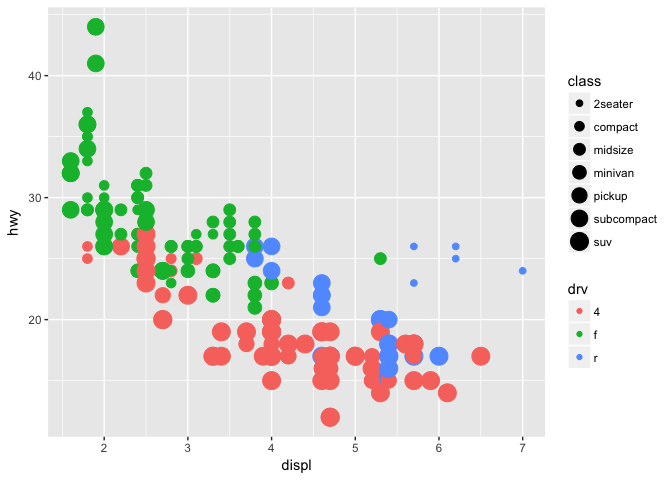 hwy
40
30
20
2
3
4
5
6
7
displ
class
2seater
compact
midsize
minivan
pickup
subcompact
suv
drv
4
f
r